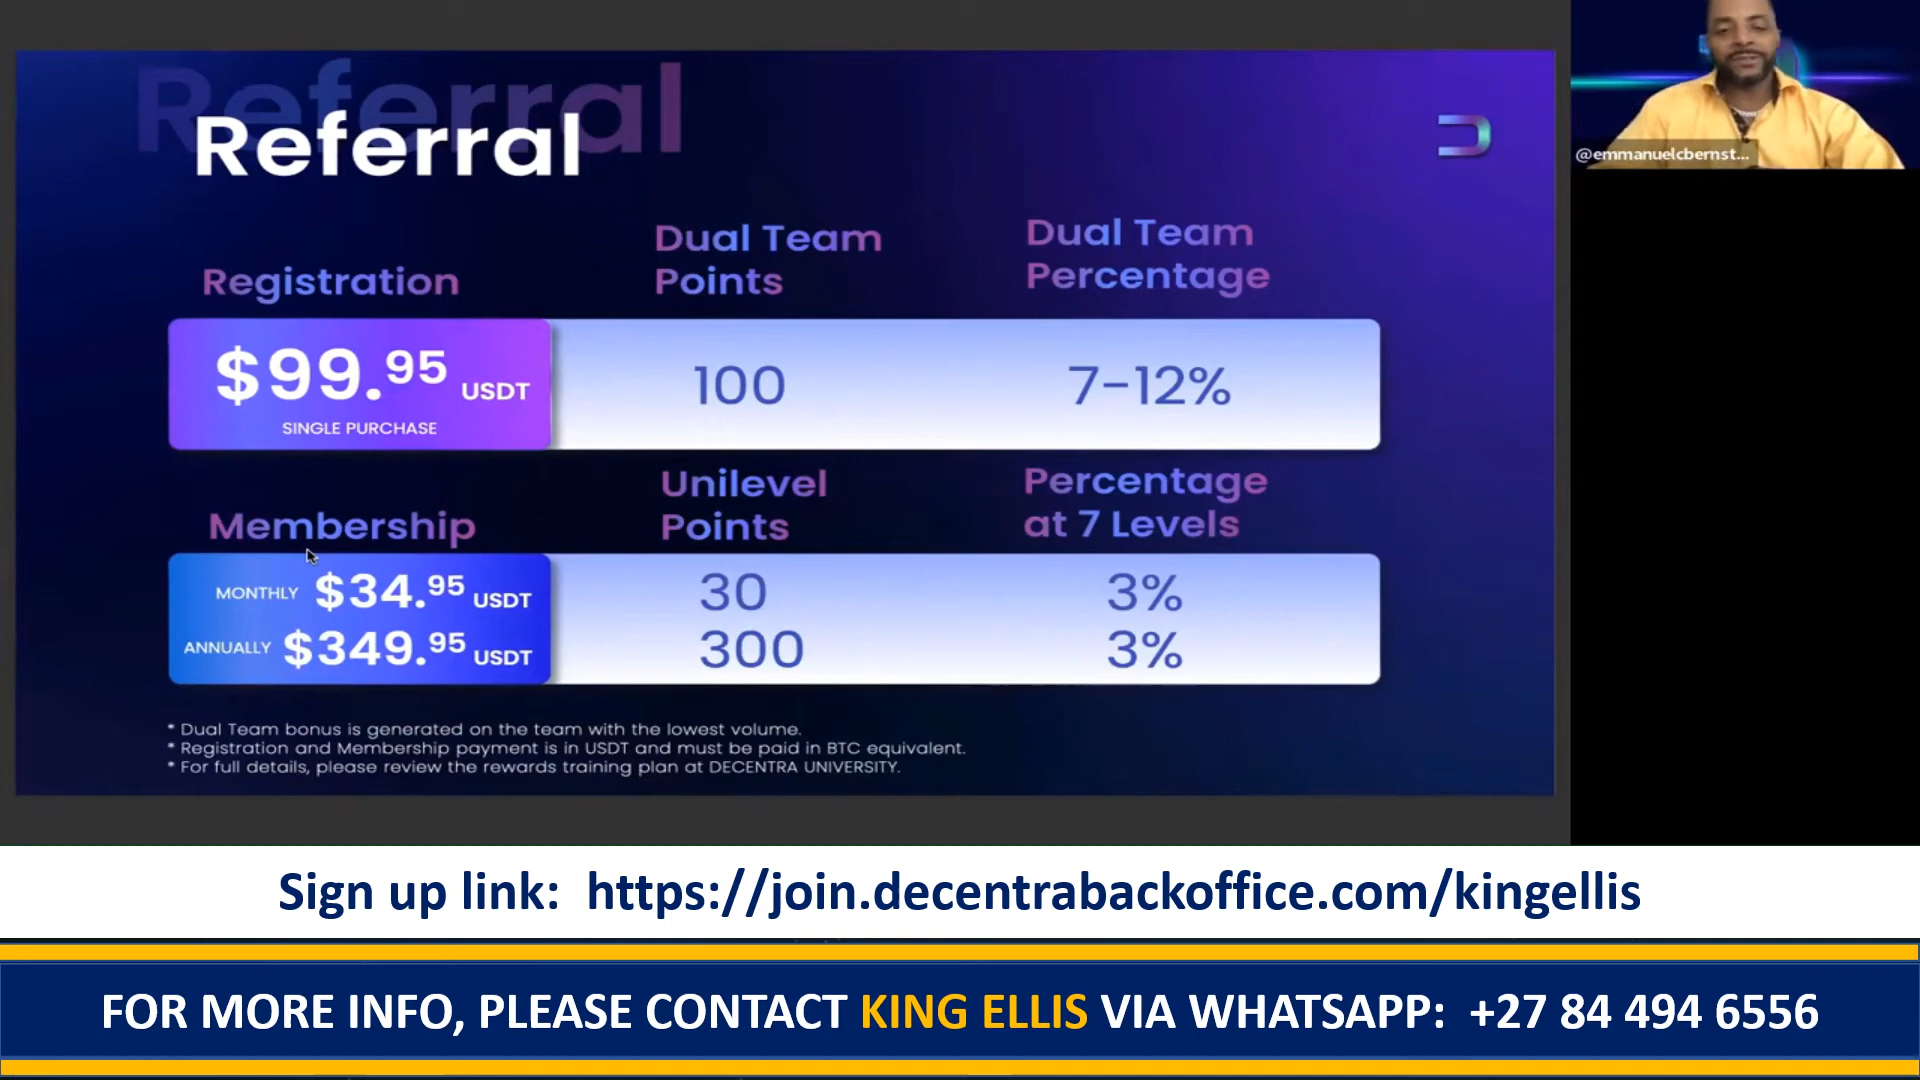 Referral
Referral
Registration
Dual Team
Points
Dual Team
Percentage
$99.95 USDT
SINGLE PURCHASE
100
7-12%
Membership
Unilevel
Points
Percentage
at 7 Levels
MONTHLY $34.95 USDT
30
3%
ANNUALLY $349.95 USDT
300
3%
* Dual Team bonus is generated on the team with the lowest volume.
* Registration and Membership payment is in USDT and must be paid in BTC equivalent.
* For full details, please review the rewards training plan at DECENTRA UNIVERSITY.
@emmanuelcbernst...
Sign up link: https://join.decentrabackoffice.com/kingellis
FOR MORE INFO, PLEASE CONTACT KING ELLIS VIA WHATSAPP: +27 84 494 6556